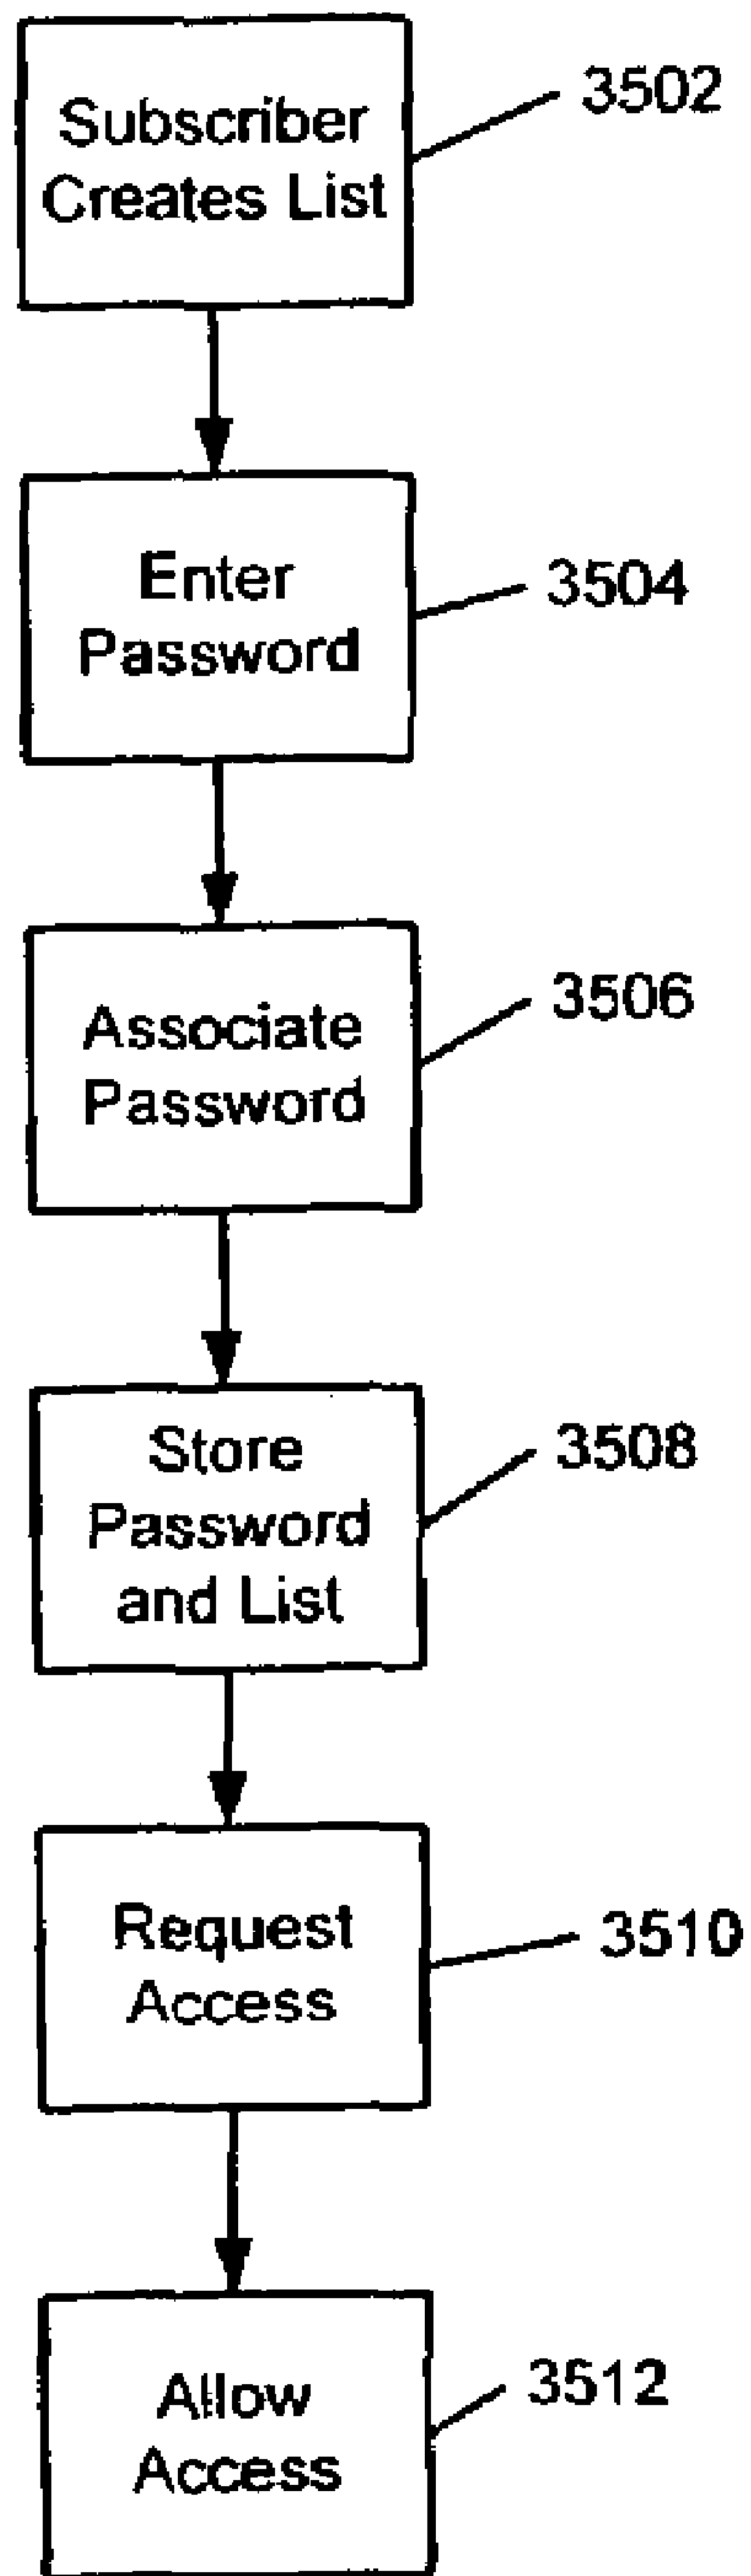 Subscriber
Creates List
3502
Enter
Password
3504
Associate
Password
3506
Store
Password
and List
3508
Request
Access
3510
Allow
Access
3512